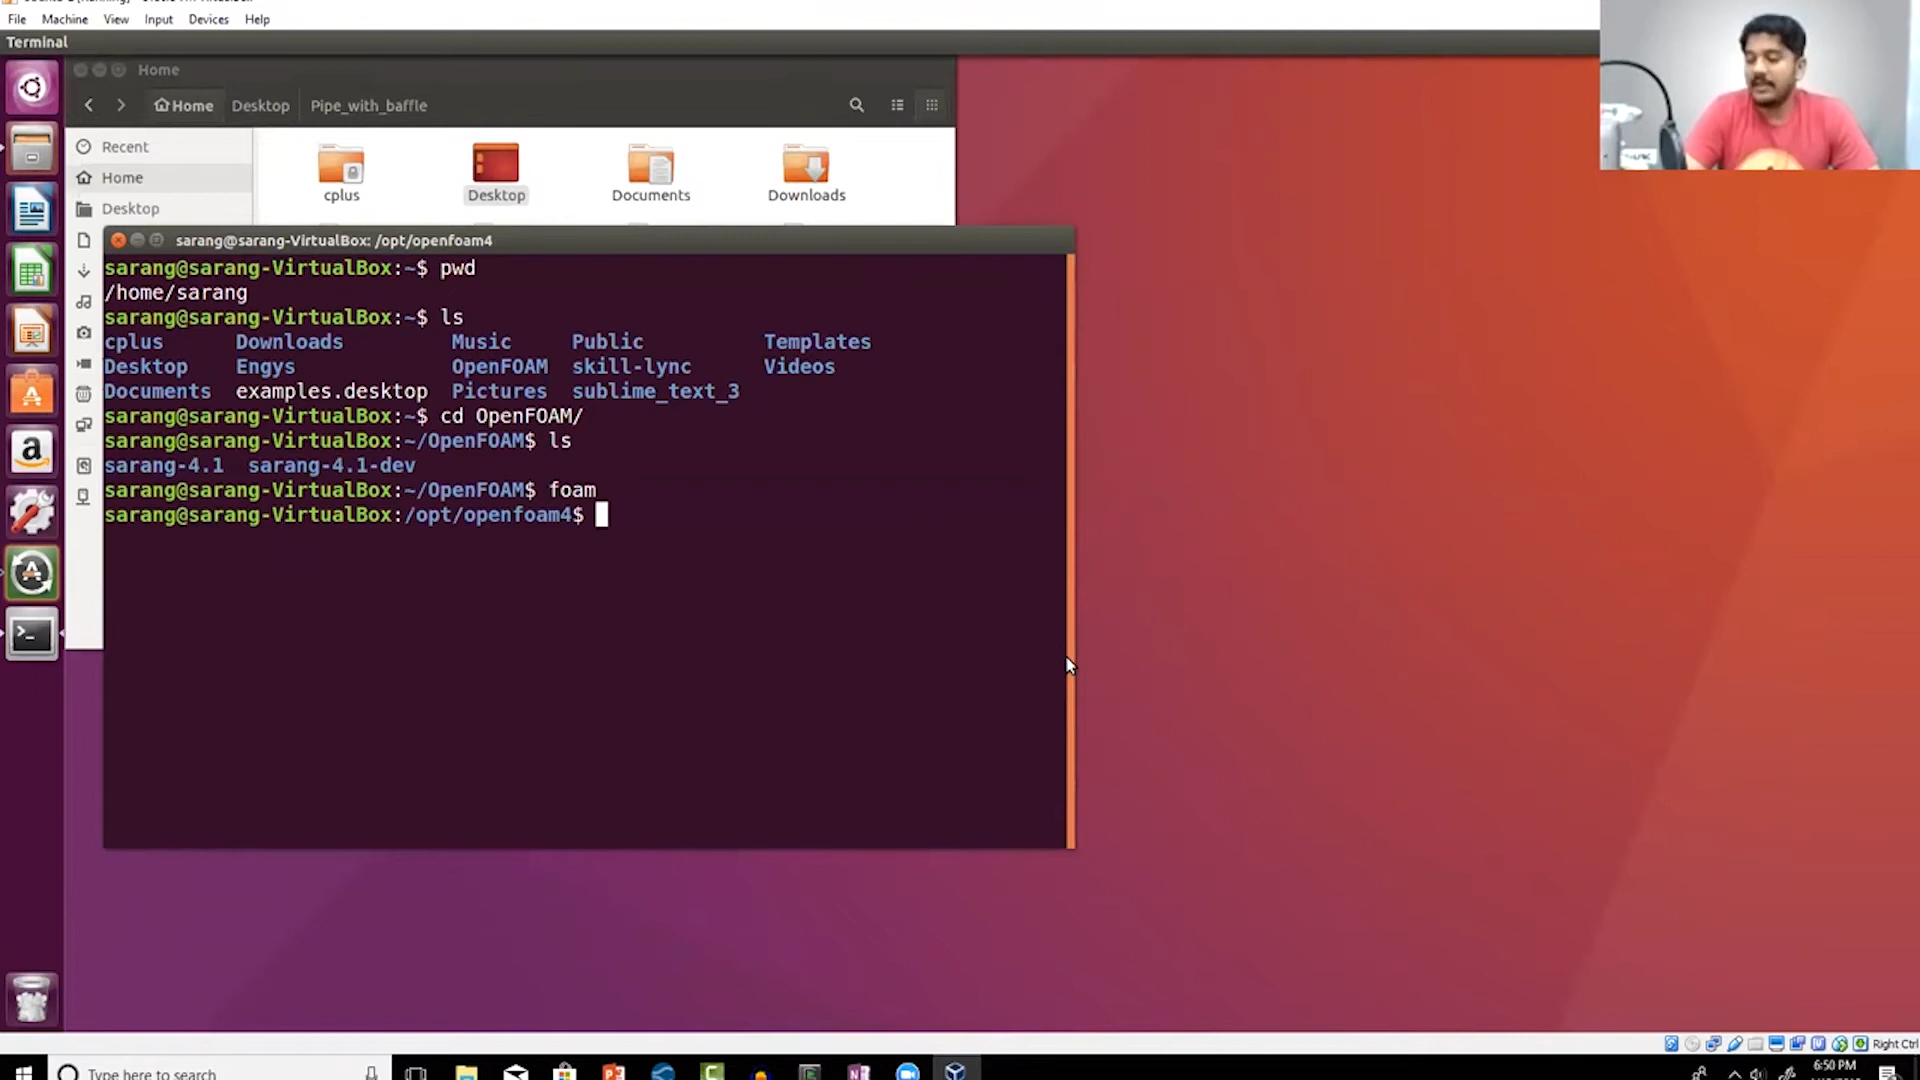 File Machine View Input Devices Help
Terminal
Home
Home Desktop Pipe_with_baffle
Recent
Home
Desktop
cplus Desktop Documents Downloads
sarang@sarang-VirtualBox: /opt/openfoam4
sarang@sarang-VirtualBox:~$ pwd
/home/sarang
sarang@sarang-VirtualBox:~$ ls
cplus Downloads Music Public Templates
Desktop Engys OpenFOAM skill-lync Videos
Documents examples.desktop Pictures sublime_text_3
sarang@sarang-VirtualBox:~$ cd OpenFOAM/
sarang@sarang-VirtualBox:~/OpenFOAM$ ls
sarang-4.1 sarang-4.1-dev
sarang@sarang-VirtualBox:~/OpenFOAM$ foam
sarang@sarang-VirtualBox:/opt/openfoam4$
Right Ctrl
Type here to search
6:50 PM